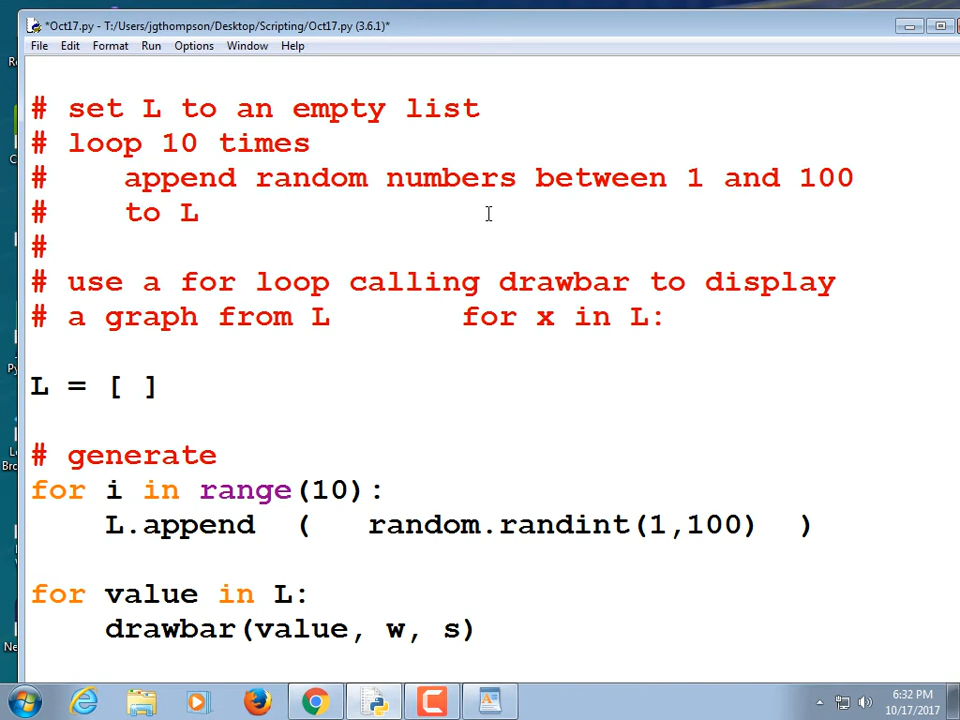 *Oct17.py - T:/Users/jgthompson/Desktop/Scripting/Oct17.py (3.6.1)*
File Edit Format Run Options Window Help
# set L to an empty list
# loop 10 times
#    append random numbers between 1 and 100
#    to L
#
# use a for loop calling drawbar to display
# a graph from L       for x in L:
L = [ ]
# generate
for i in range(10):
    L.append  (   random.randint(1,100)  )
for value in L:
    drawbar(value, w, s)
6:32 PM
10/17/2017